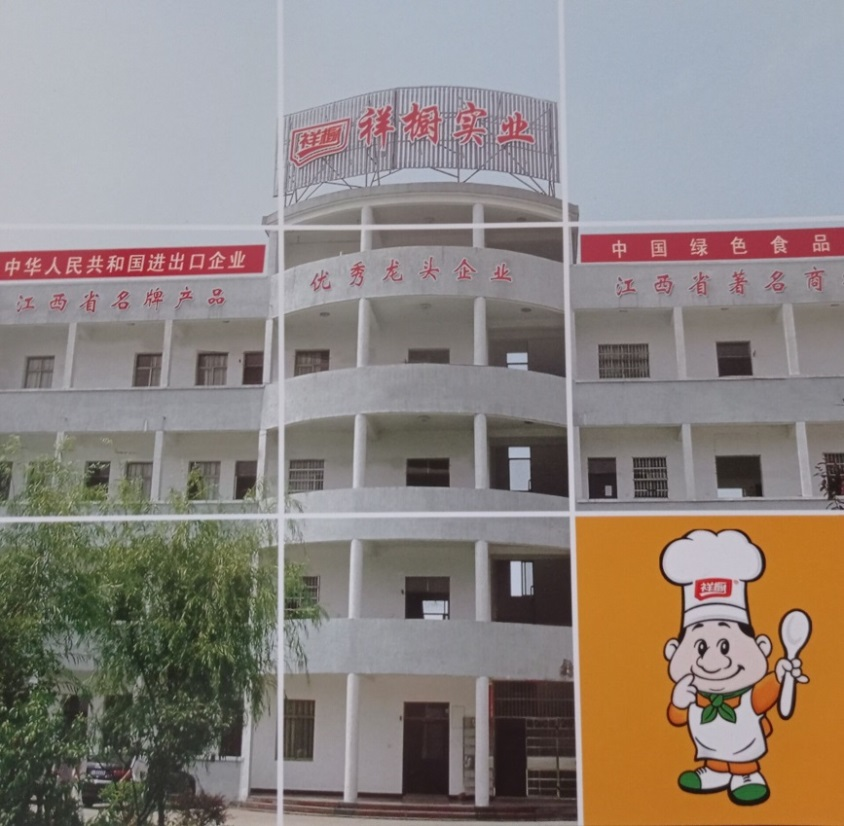 祥橱
祥橱实业
中华人民共和国进出口企业
中国绿色食品
江西省名牌产品
优秀龙头企业
江西省著名商
祥橱